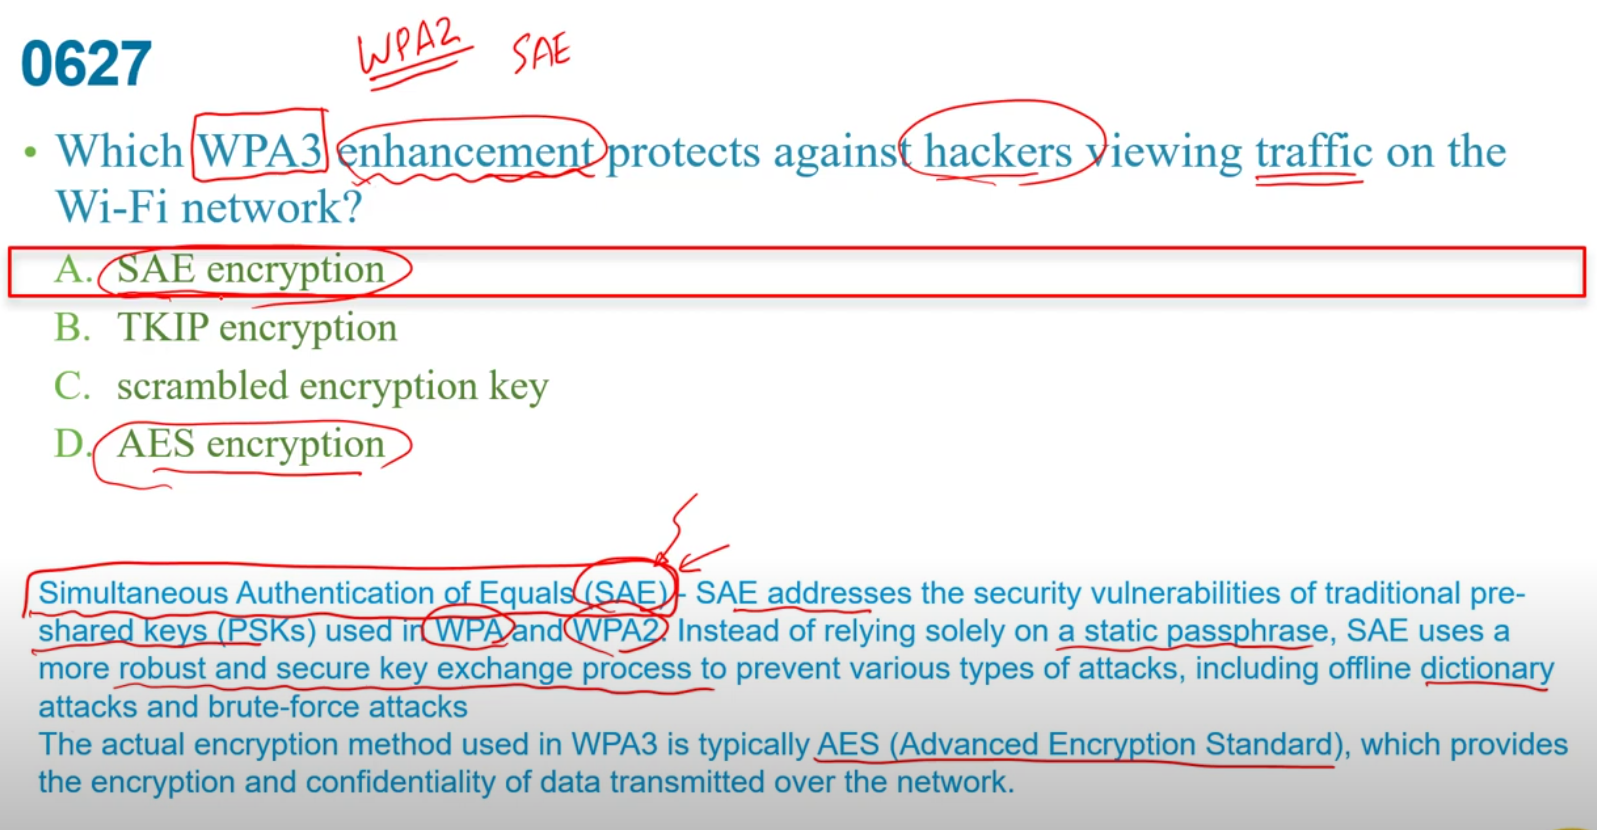 WPA2 SAE
0627
• Which WPA3 enhancement protects against hackers viewing traffic on the
Wi-Fi network?
A. SAE encryption
B. TKIP encryption
C. scrambled encryption key
D. AES encryption
Simultaneous Authentication of Equals (SAE) - SAE addresses the security vulnerabilities of traditional pre-
shared keys (PSKs) used in WPA and WPA2. Instead of relying solely on a static passphrase, SAE uses a
more robust and secure key exchange process to prevent various types of attacks, including offline dictionary
attacks and brute-force attacks
The actual encryption method used in WPA3 is typically AES (Advanced Encryption Standard), which provides
the encryption and confidentiality of data transmitted over the network.